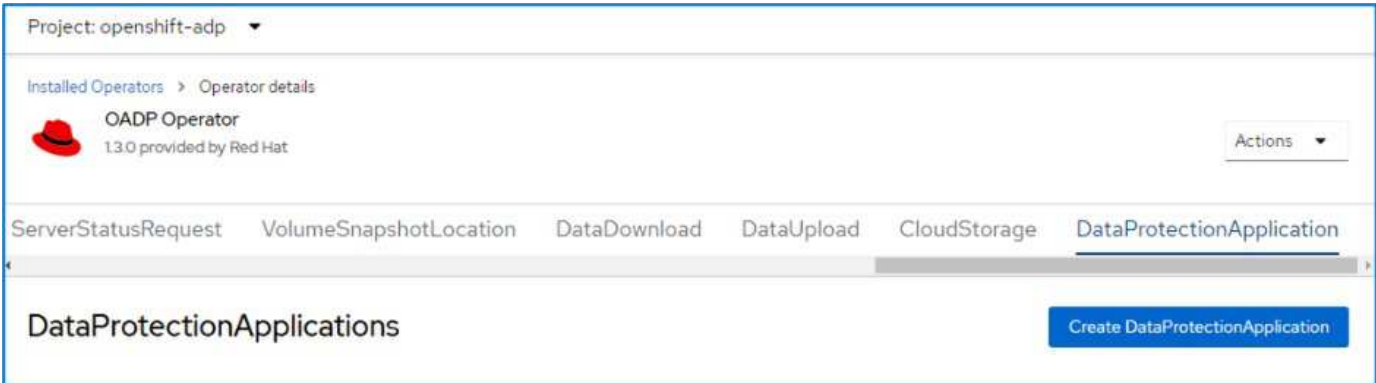 Project: openshift-adp
Installed Operators > Operator details
OADP Operator
1.3.0 provided by Red Hat
Actions
ServerStatusRequest VolumeSnapshotLocation DataDownload DataUpload CloudStorage DataProtectionApplication
DataProtectionApplications
Create DataProtectionApplication